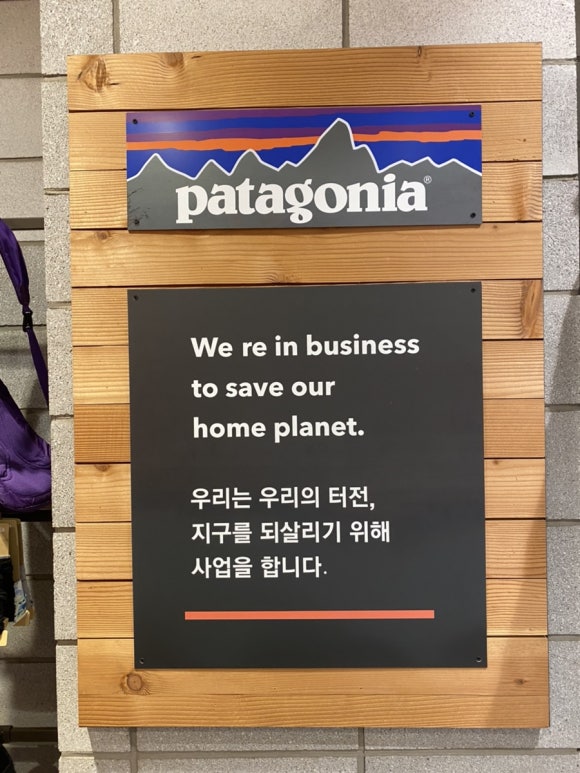 patagonia®
We re in business
to save our
home planet.
우리는 우리의 터전,
지구를 되살리기 위해
사업을 합니다.